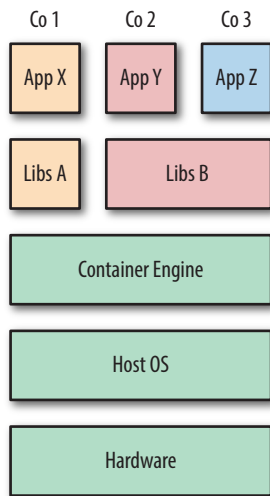 Co 1 Co 2 Co 3
App X App Y App Z
Libs A Libs B
Container Engine
Host OS
Hardware